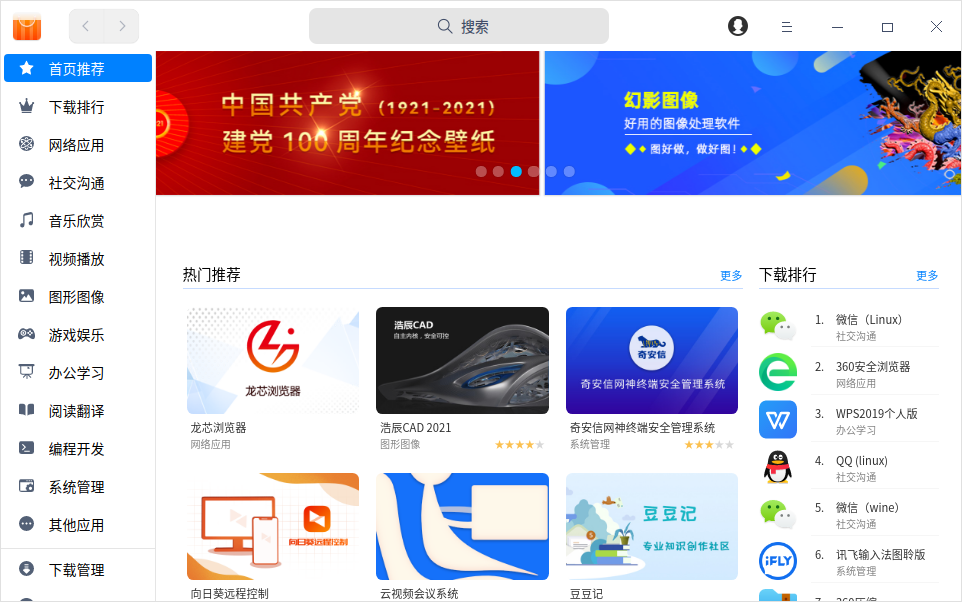 搜索
首页推荐
下载排行
网络应用
社交沟通
音乐欣赏
视频播放
图形图像
游戏娱乐
办公学习
阅读翻译
编程开发
系统管理
其他应用
下载管理
中国共产党 (1921-2021)
建党 100 周年纪念壁纸
幻影图像
好用的图像处理软件
图好做，做好图！
热门推荐
更多
龙芯浏览器
龙芯浏览器
网络应用
浩辰CAD
自主内核，安全可控
浩辰CAD 2021
图形图像
奇安信
奇安信网神终端安全管理系统
奇安信网神终端安全管理系统
系统管理
向日葵远程控制
向日葵远程控制
云视频会议系统
豆豆记
专业知识创作社区
豆豆记
下载排行
更多
1. 微信（Linux）
社交沟通
2. 360安全浏览器
网络应用
3. WPS2019个人版
办公学习
4. QQ (linux)
社交沟通
5. 微信（wine）
社交沟通
iFLY
6. 讯飞输入法图聆版
系统管理
7. 360压缩